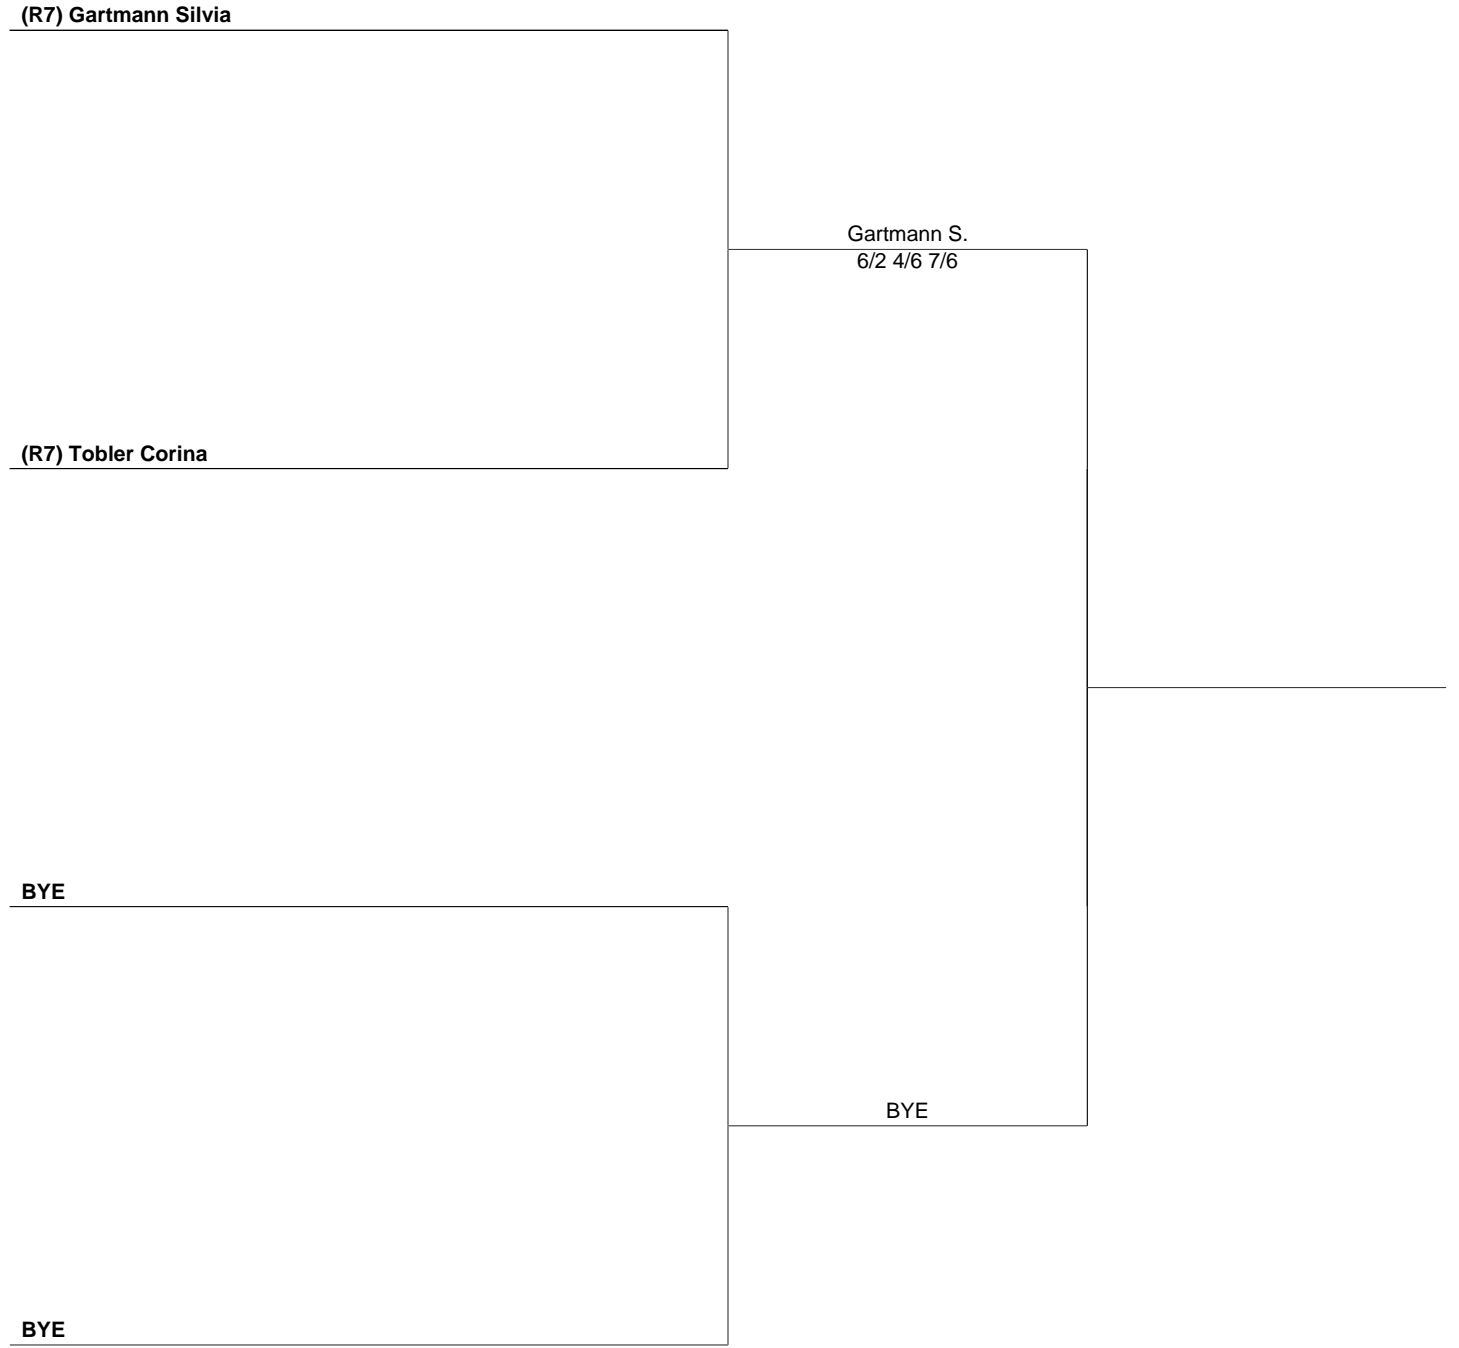 (R7) Gartmann Silvia
Gartmann S.
6/2 4/6 7/6
(R7) Tobler Corina
BYE
BYE
BYE